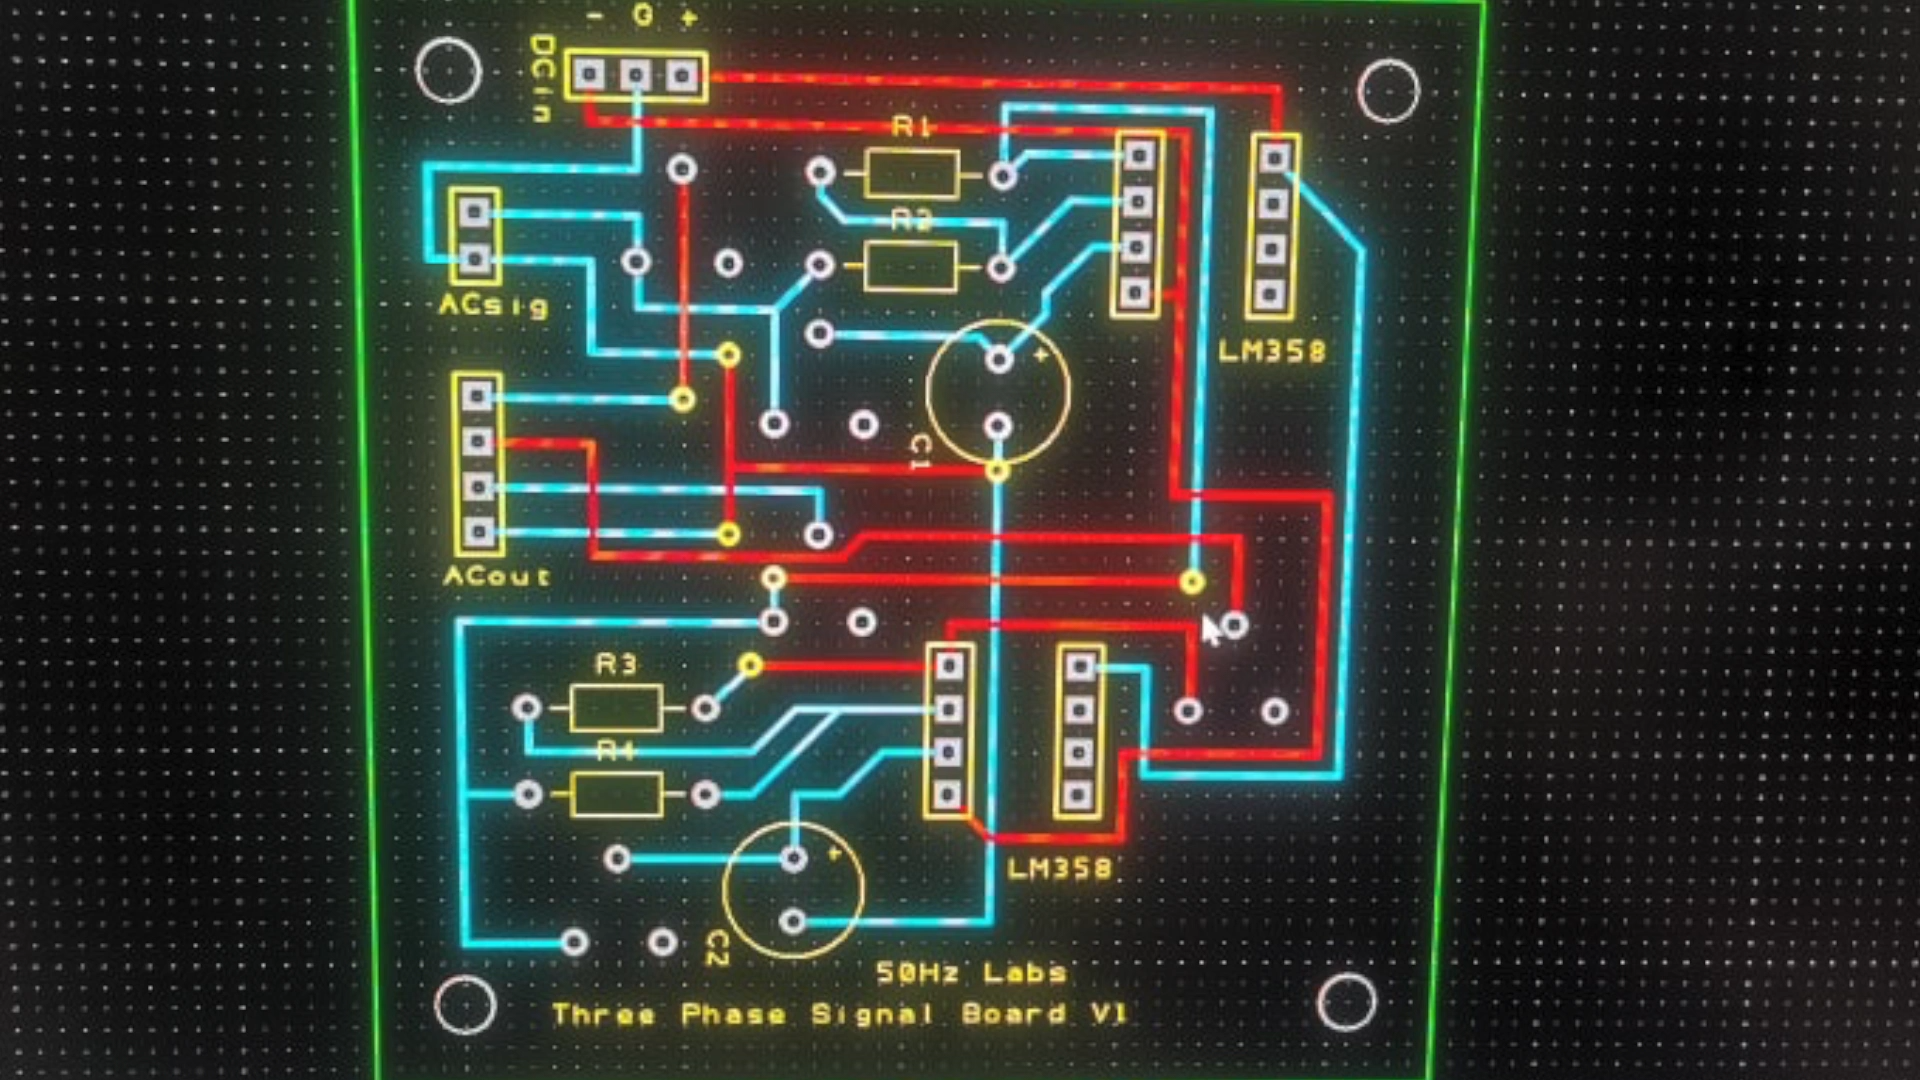 - G +
DCin
R1
R2
ACsig
+
LM358
C1
ACout
R3
R4
+
LM358
C2
50Hz Labs
Three Phase Signal Board V1